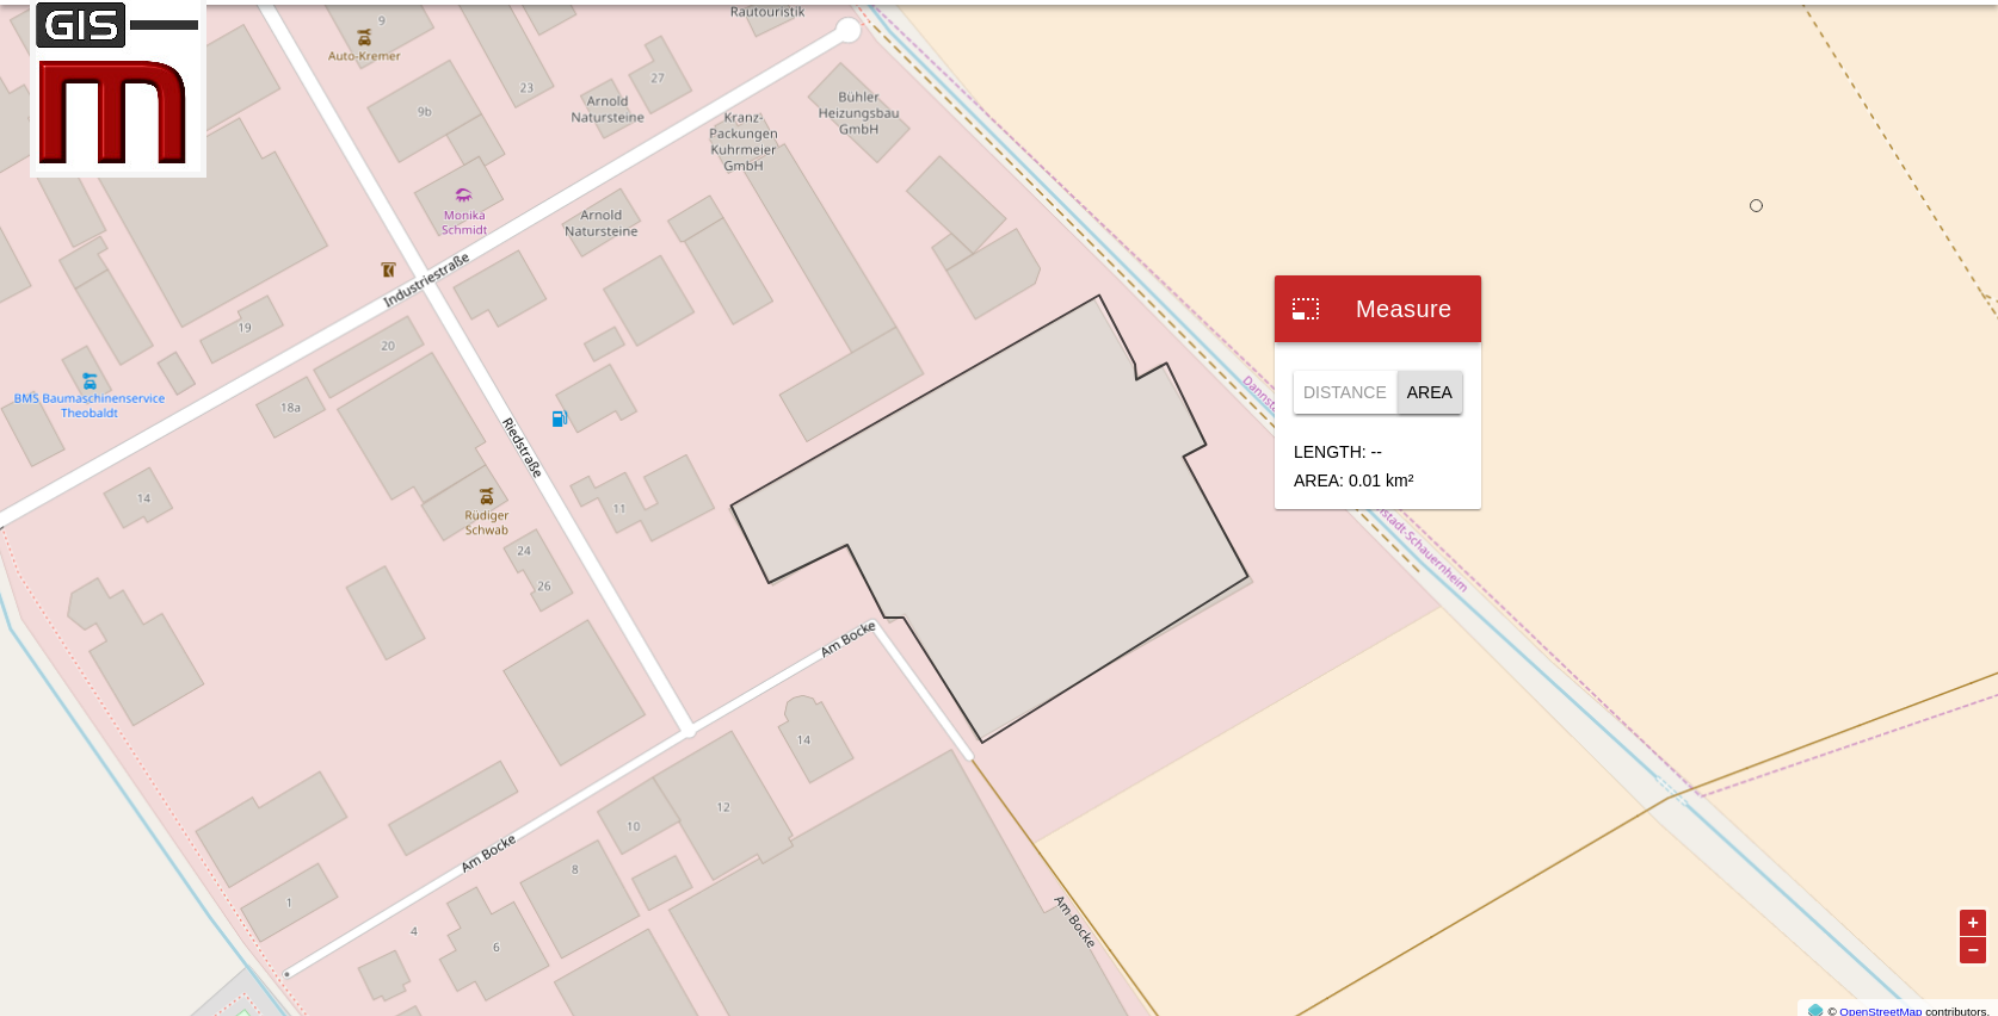 GIS
m
9
Auto-Kremer
Rautouristik
23
27
9b
Arnold
Natursteine
Kranz-
Packungen
Kuhrmeier
GmbH
Bühler
Heizungsbau
GmbH
Monika
Schmidt
Arnold
Natursteine
Industriestraße
19
20
Measure
BMS Baumaschinenservice
Theobaldt
18a
DISTANCE
AREA
Riedstraße
LENGTH: --
AREA: 0.01 km²
14
11
Rüdiger
Schwab
24
26
Am Bocke
14
12
10
Am Bocke
8
1
4
6
Am Bocke
+
−
© OpenStreetMap contributors.